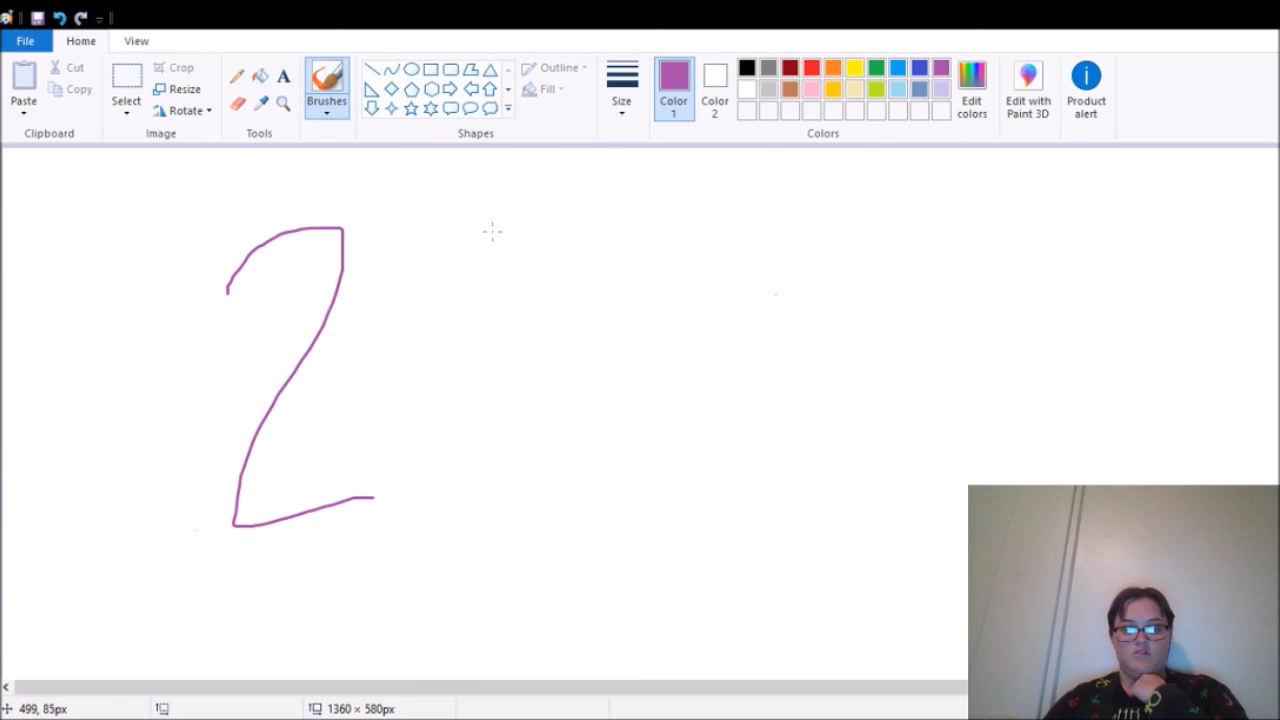 File Home View
Paste
Cut
Copy
Clipboard
Select
Crop
Resize
Rotate
Image
A
Tools
Brushes
Shapes
Outline
Fill
Size
Color 1
Color 2
Edit colors
Colors
Edit with Paint 3D
Product alert
2
499, 85px
1360 × 580px